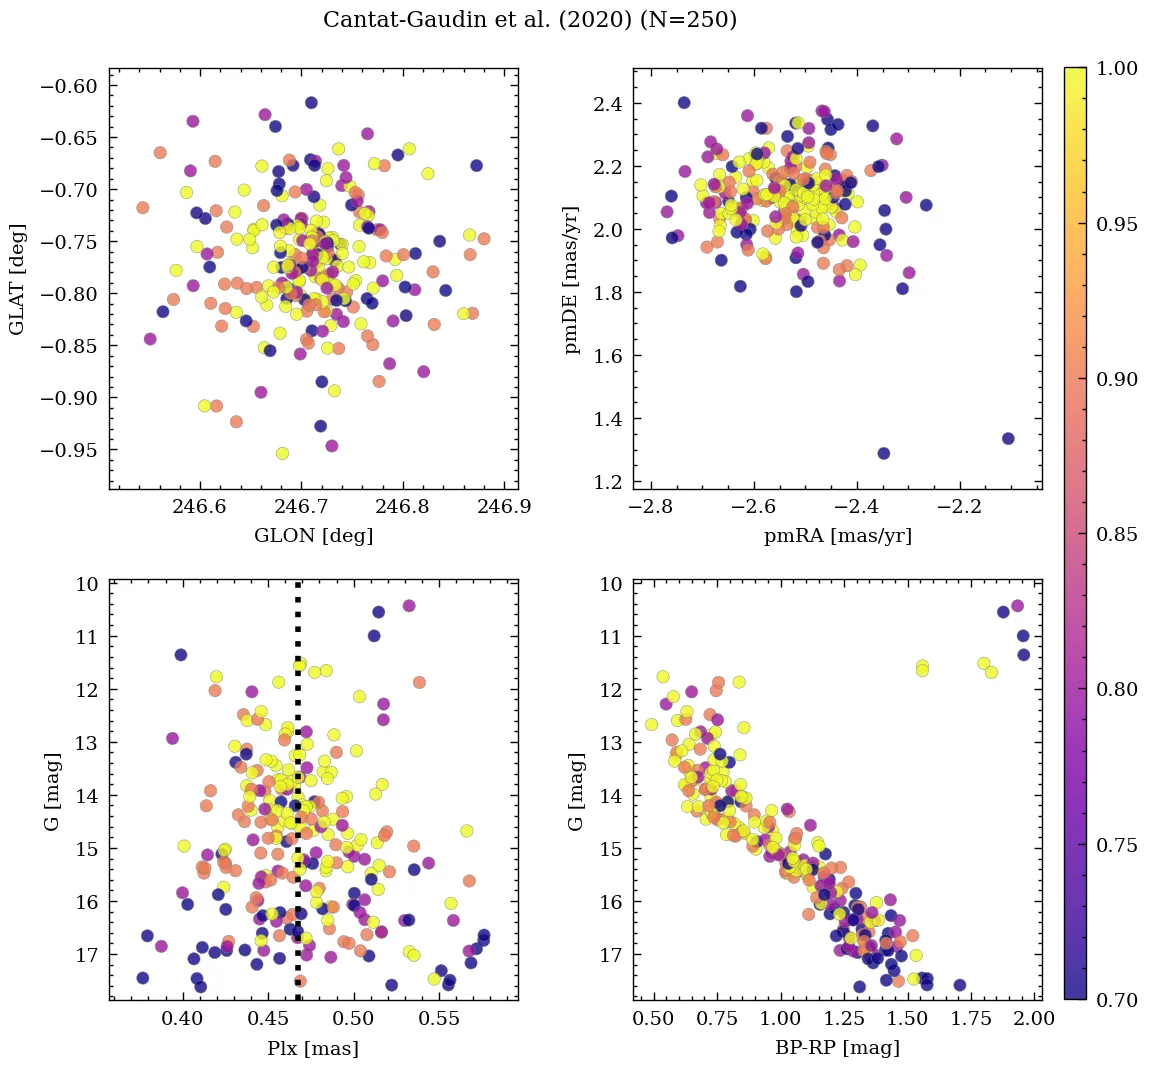 Cantat-Gaudin et al. (2020) (N=250)
GLAT [deg]
−0.60
−0.65
−0.70
−0.75
−0.80
−0.85
−0.90
−0.95
246.6 246.7 246.8 246.9
GLON [deg]
pmDE [mas/yr]
2.4
2.2
2.0
1.8
1.6
1.4
1.2
−2.8 −2.6 −2.4 −2.2
pmRA [mas/yr]
G [mag]
10
11
12
13
14
15
16
17
0.40 0.45 0.50 0.55
Plx [mas]
G [mag]
10
11
12
13
14
15
16
17
0.50 0.75 1.00 1.25 1.50 1.75 2.00
BP-RP [mag]
1.00
0.95
0.90
0.85
0.80
0.75
0.70